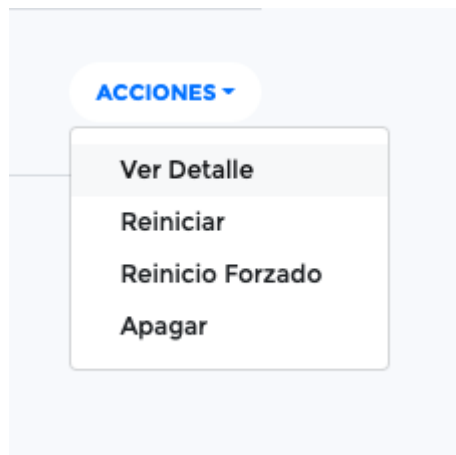 ACCIONES
Ver Detalle
Reiniciar
Reinicio Forzado
Apagar